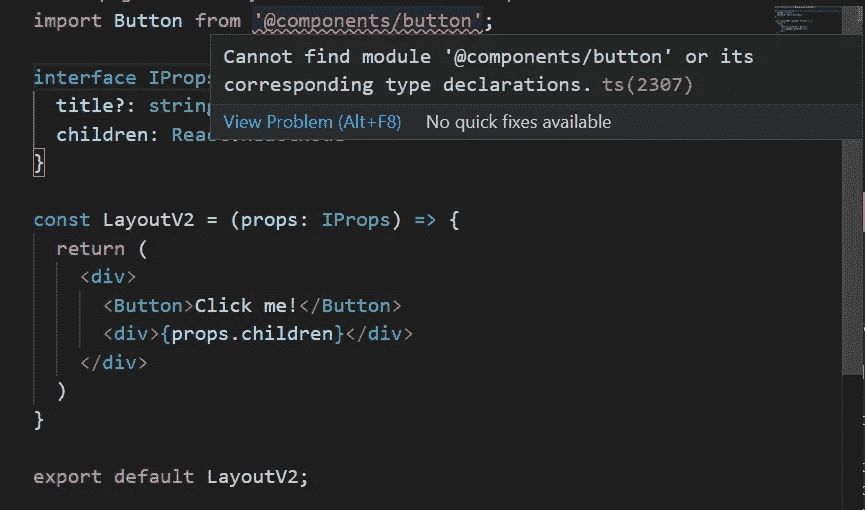 import Button from '@components/button';
Cannot find module '@components/button' or its
corresponding type declarations. ts(2307)
View Problem (Alt+F8) No quick fixes available
interface IProps
title?: string
children:
}
const LayoutV2 = (props: IProps) => {
return (
<div>
<Button>Click me!</Button>
<div>{props.children}</div>
</div>
)
}
export default LayoutV2;